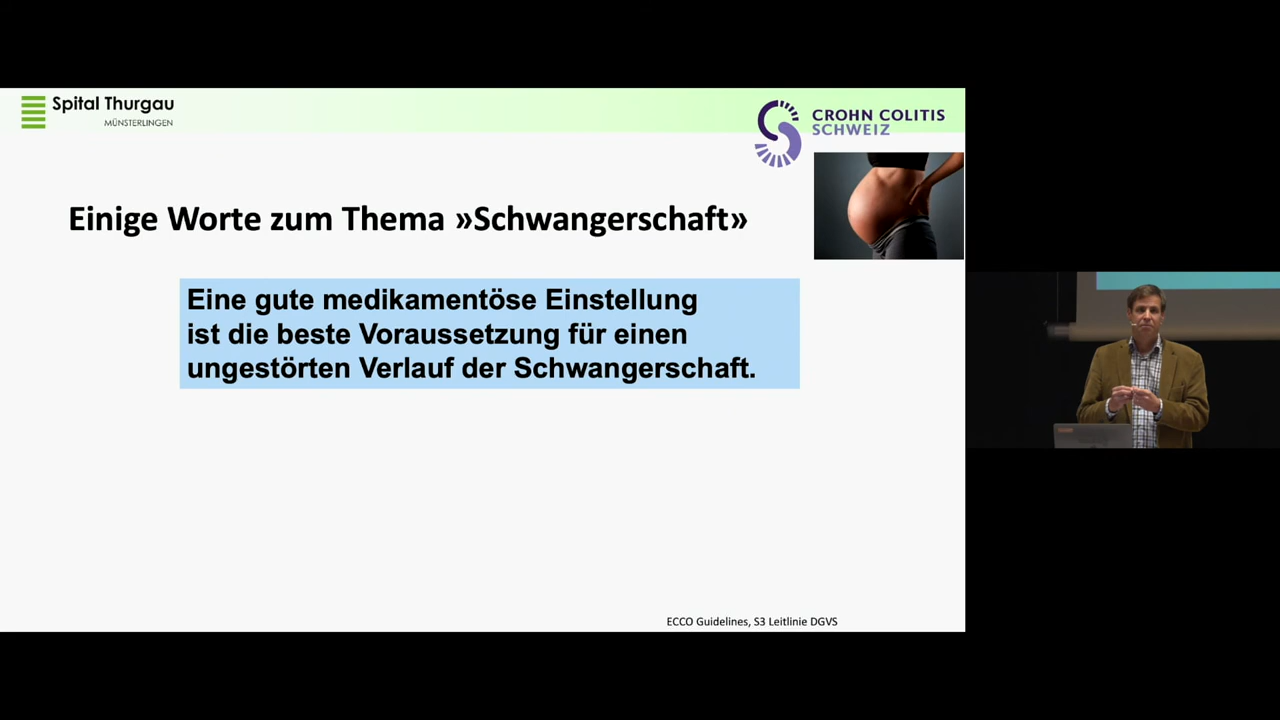 Spital Thurgau
MÜNSTERLINGEN
CROHN COLITIS
SCHWEIZ
Einige Worte zum Thema »Schwangerschaft»
Eine gute medikamentöse Einstellung
ist die beste Voraussetzung für einen
ungestörten Verlauf der Schwangerschaft.
ECCO Guidelines, S3 Leitlinie DGVS